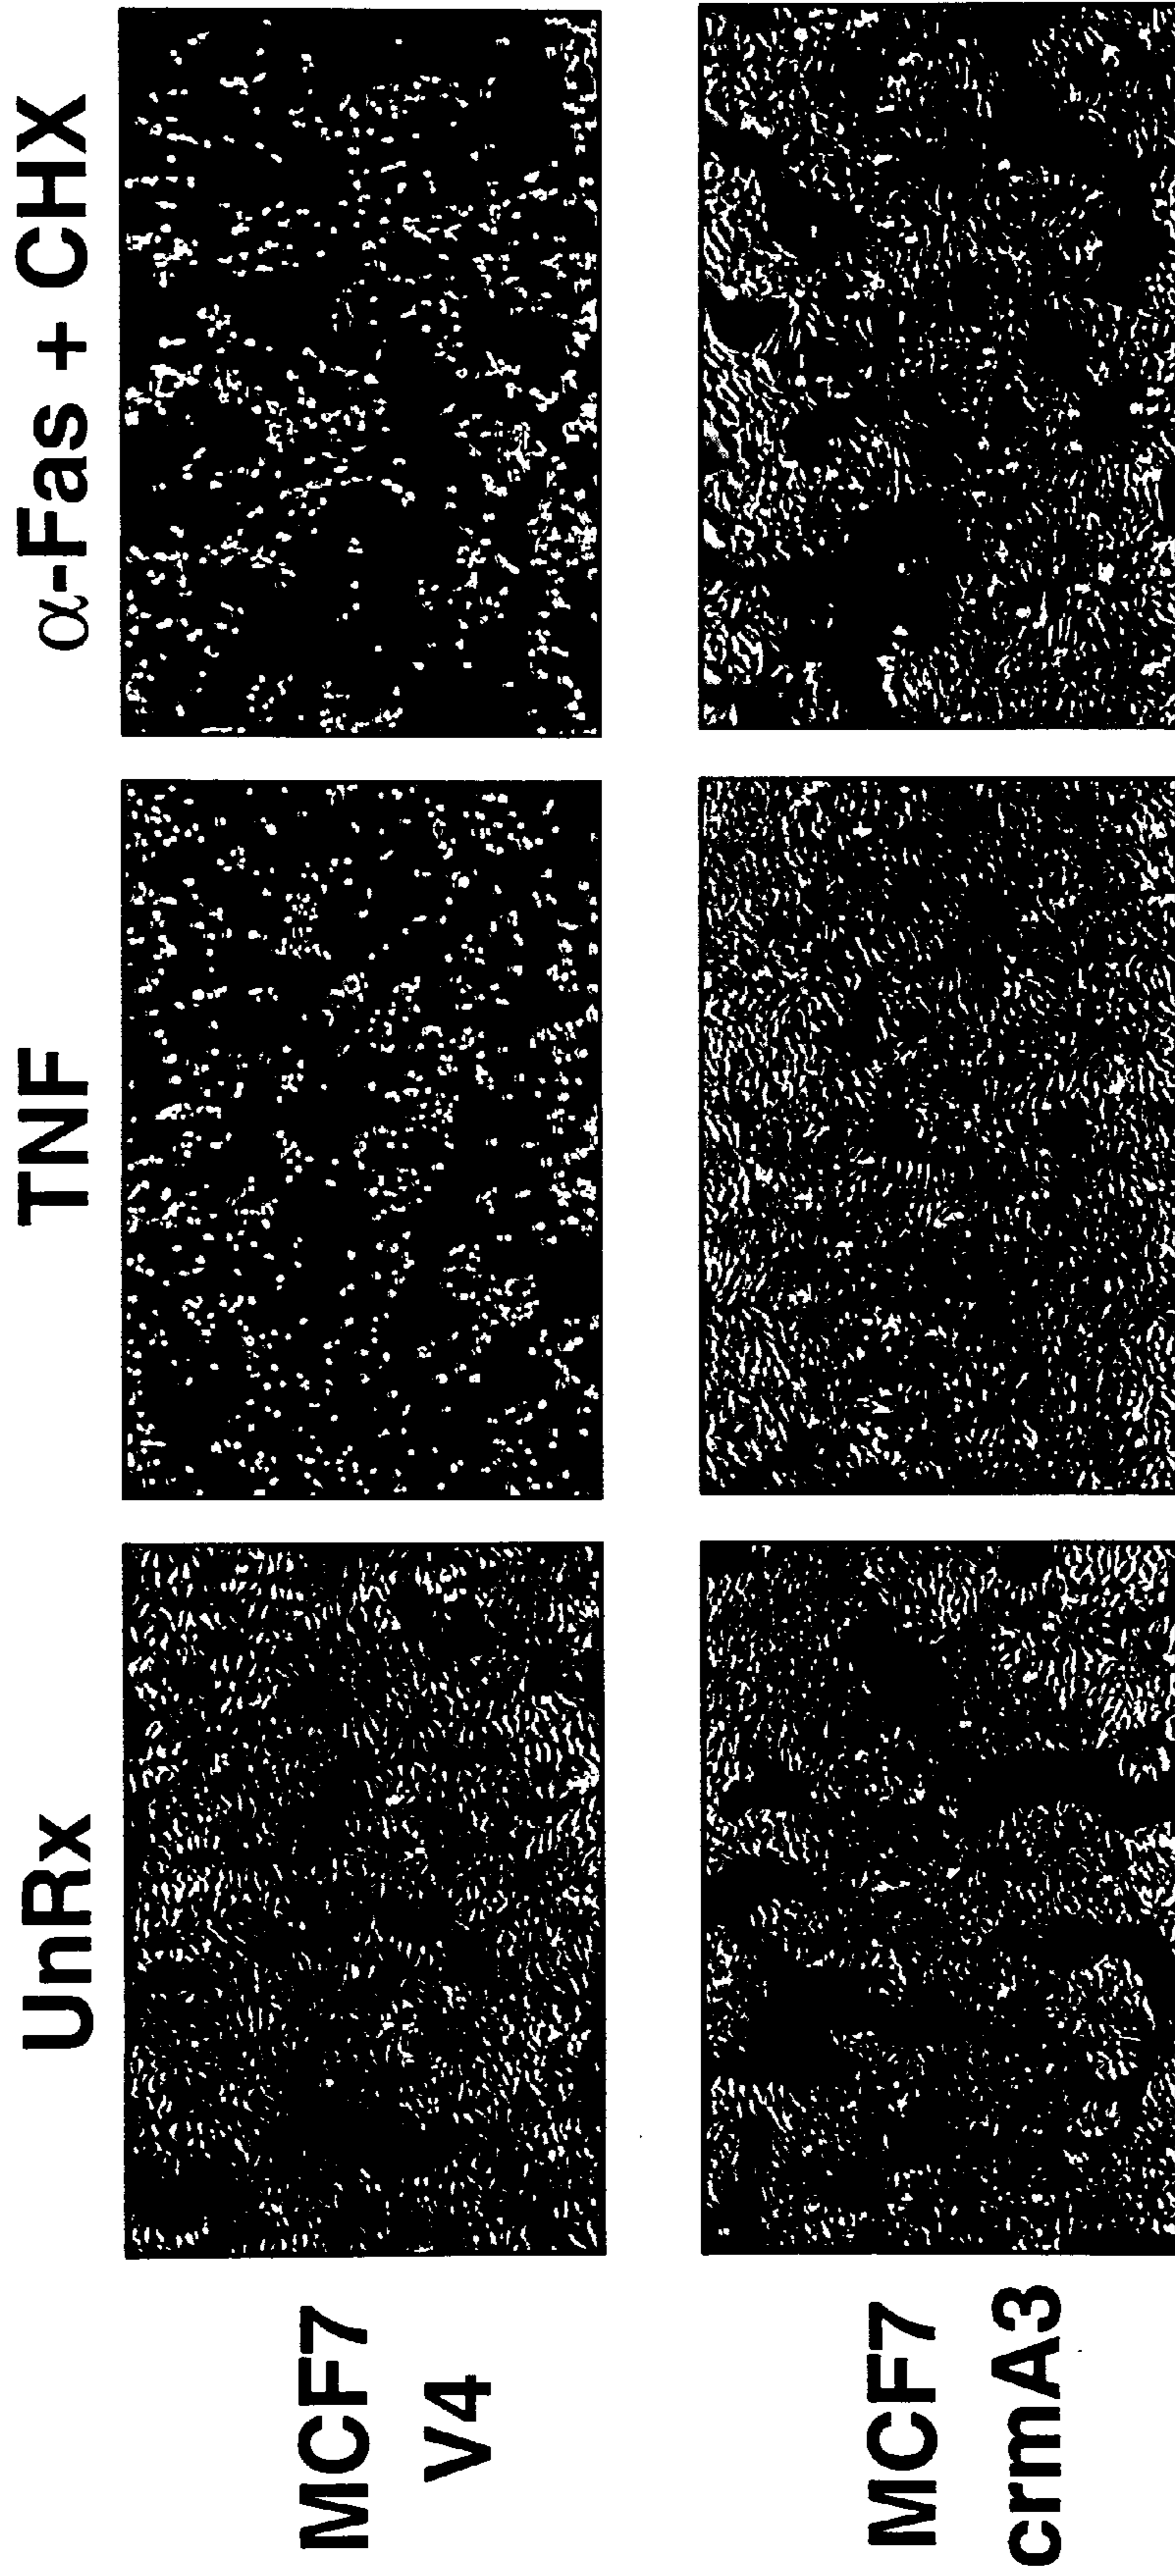 UnRx
TNF
α-Fas + CHX
MCF7
V4
MCF7
crmA3